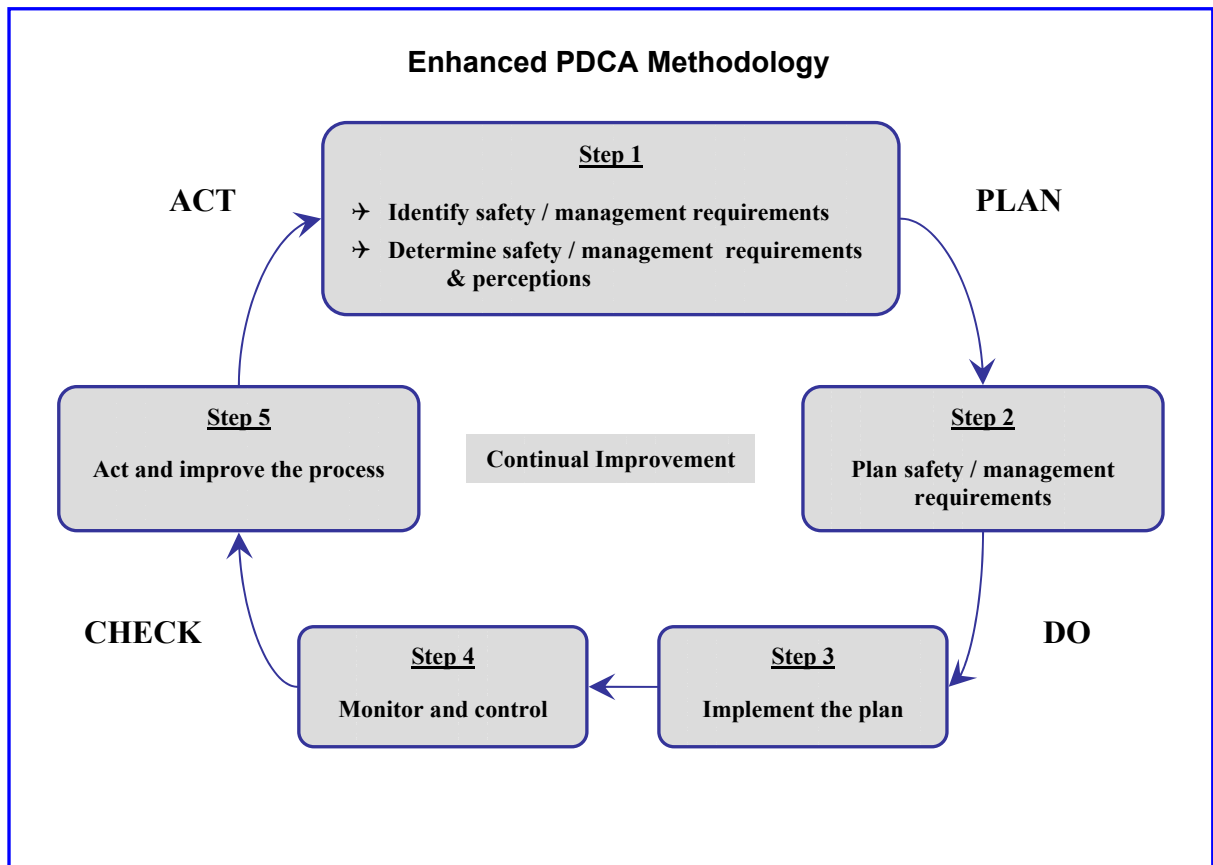 Enhanced PDCA Methodology
Step 1
✈ Identify safety / management requirements
✈ Determine safety / management requirements
& perceptions
ACT
PLAN
Step 5
Act and improve the process
Continual Improvement
Step 2
Plan safety / management
requirements
CHECK
DO
Step 4
Monitor and control
Step 3
Implement the plan